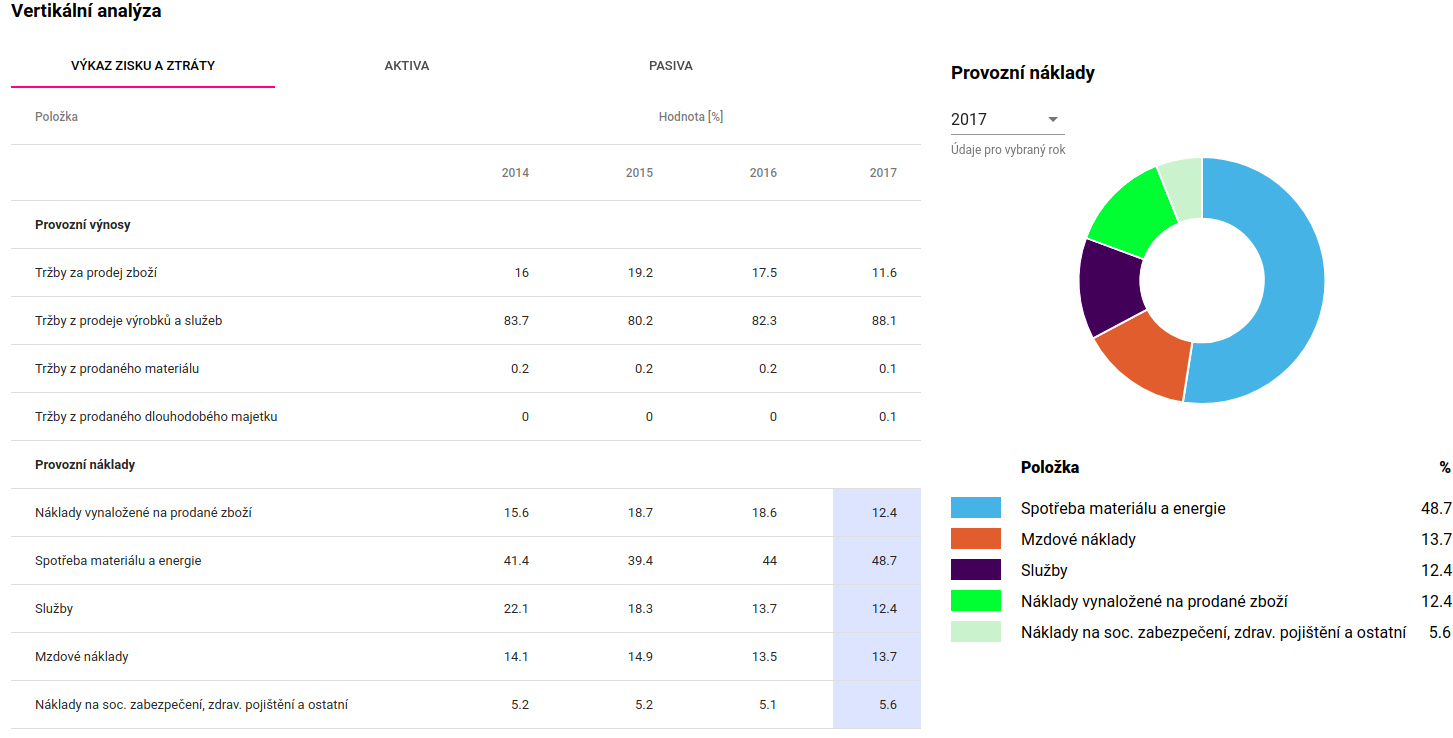 Vertikální analýza
VÝKAZ ZISKU A ZTRÁTY AKTIVA PASIVA
Položka Hodnota [%]
2014 2015 2016 2017
Provozní výnosy
Tržby za prodej zboží 16 19.2 17.5 11.6
Tržby z prodeje výrobků a služeb 83.7 80.2 82.3 88.1
Tržby z prodaného materiálu 0.2 0.2 0.2 0.1
Tržby z prodaného dlouhodobého majetku 0 0 0 0.1
Provozní náklady
Náklady vynaložené na prodané zboží 15.6 18.7 18.6 12.4
Spotřeba materiálu a energie 41.4 39.4 44 48.7
Služby 22.1 18.3 13.7 12.4
Mzdové náklady 14.1 14.9 13.5 13.7
Náklady na soc. zabezpečení, zdrav. pojištění a ostatní 5.2 5.2 5.1 5.6
Provozní náklady
2017
Údaje pro vybraný rok
Položka %
Spotřeba materiálu a energie 48.7
Mzdové náklady 13.7
Služby 12.4
Náklady vynaložené na prodané zboží 12.4
Náklady na soc. zabezpečení, zdrav. pojištění a ostatní 5.6